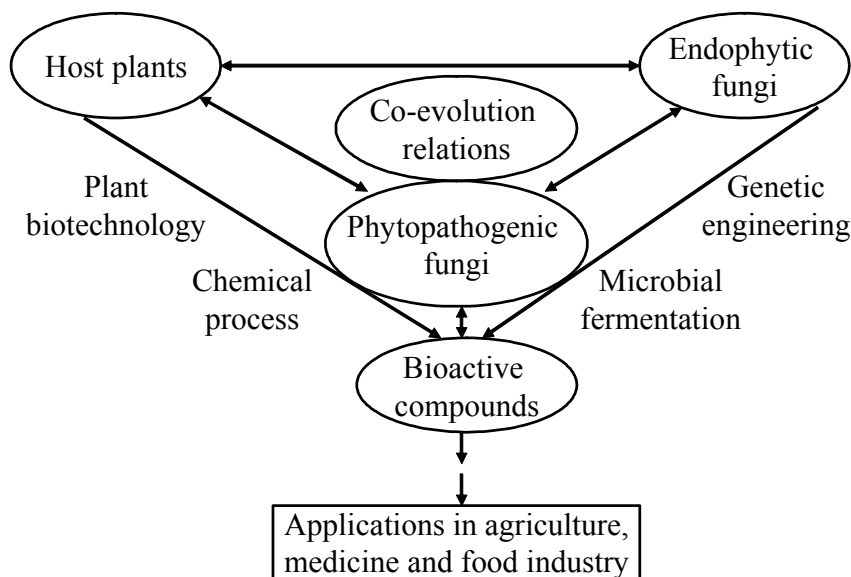 Host plants
Endophytic
fungi
Co-evolution
relations
Plant
biotechnology
Genetic
engineering
Phytopathogenic
fungi
Chemical
process
Microbial
fermentation
Bioactive
compounds
Applications in agriculture,
medicine and food industry